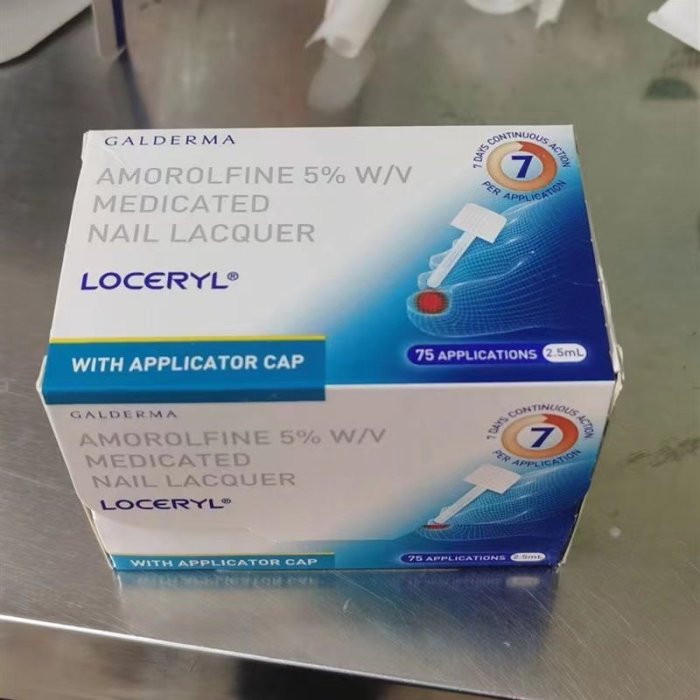 GALDERMA
AMOROLFINE 5% W/V
MEDICATED
NAIL LACQUER
LOCERYL®
WITH APPLICATOR CAP
7 DAYS CONTINUOUS ACTION
7
PER APPLICATION
75 APPLICATIONS 2.5mL
GALDERMA
AMOROLFINE 5% W/V
MEDICATED
NAIL LACQUER
LOCERYL®
WITH APPLICATOR CAP
7 DAYS CONTINUOUS ACTION
7
PER APPLICATION
75 APPLICATIONS 2.5mL